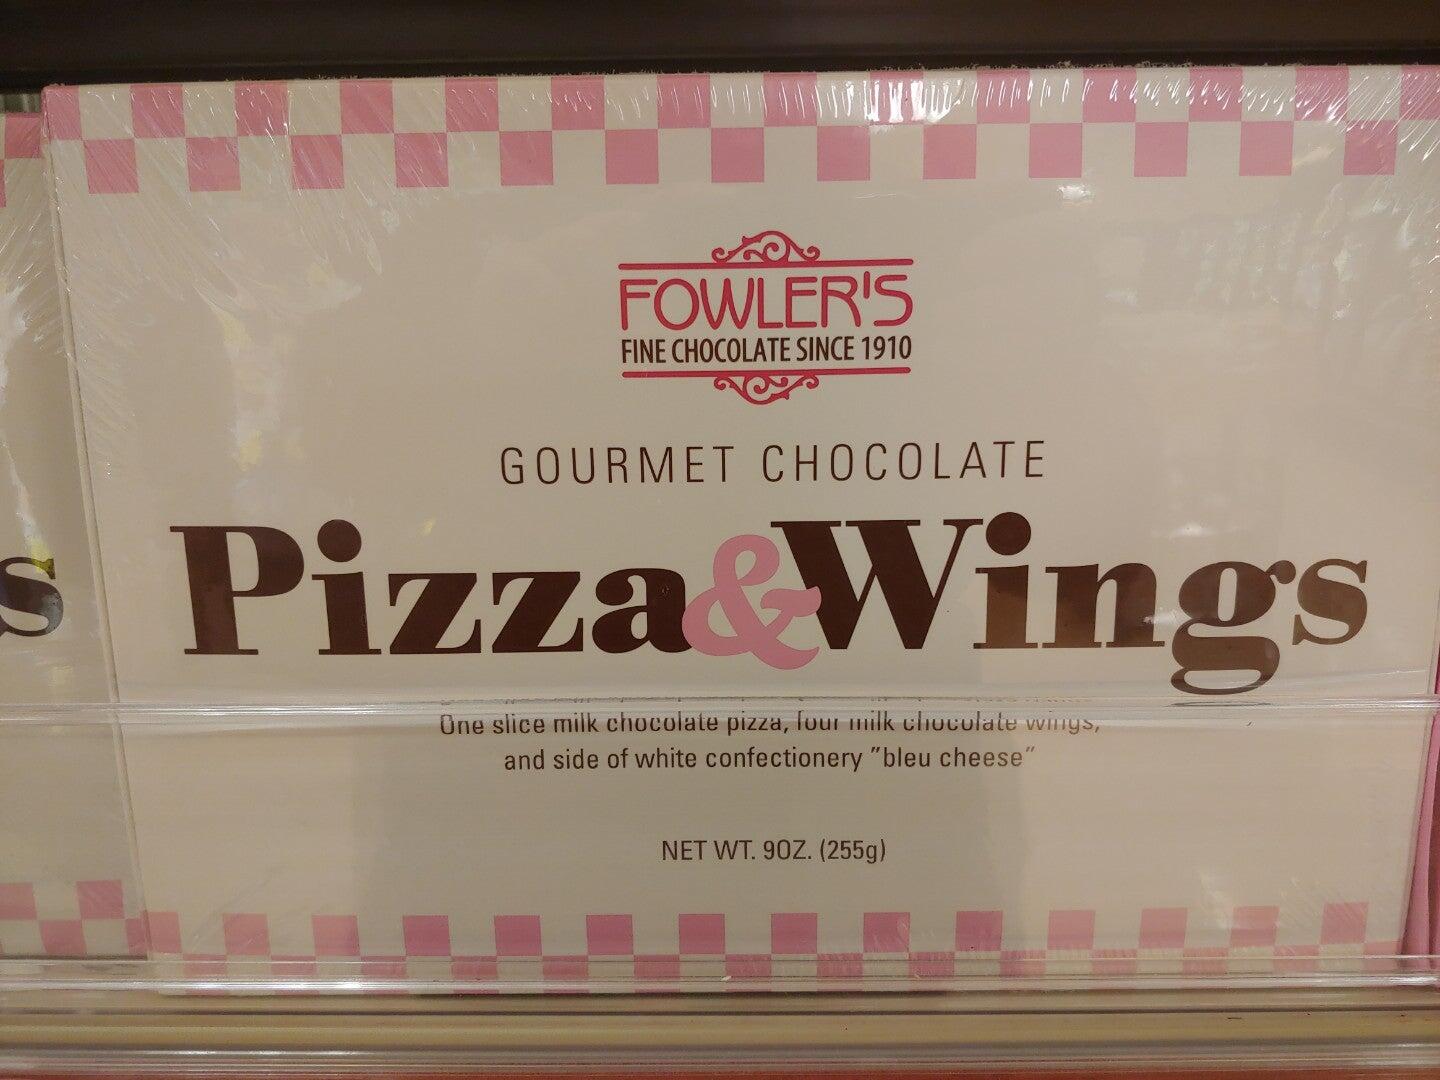 FOWLER'S
FINE CHOCOLATE SINCE 1910
GOURMET CHOCOLATE
Pizza & Wings
s
One slice milk chocolate pizza, four milk chocolate wings,
and side of white confectionery "bleu cheese"
NET WT. 9OZ. (255g)